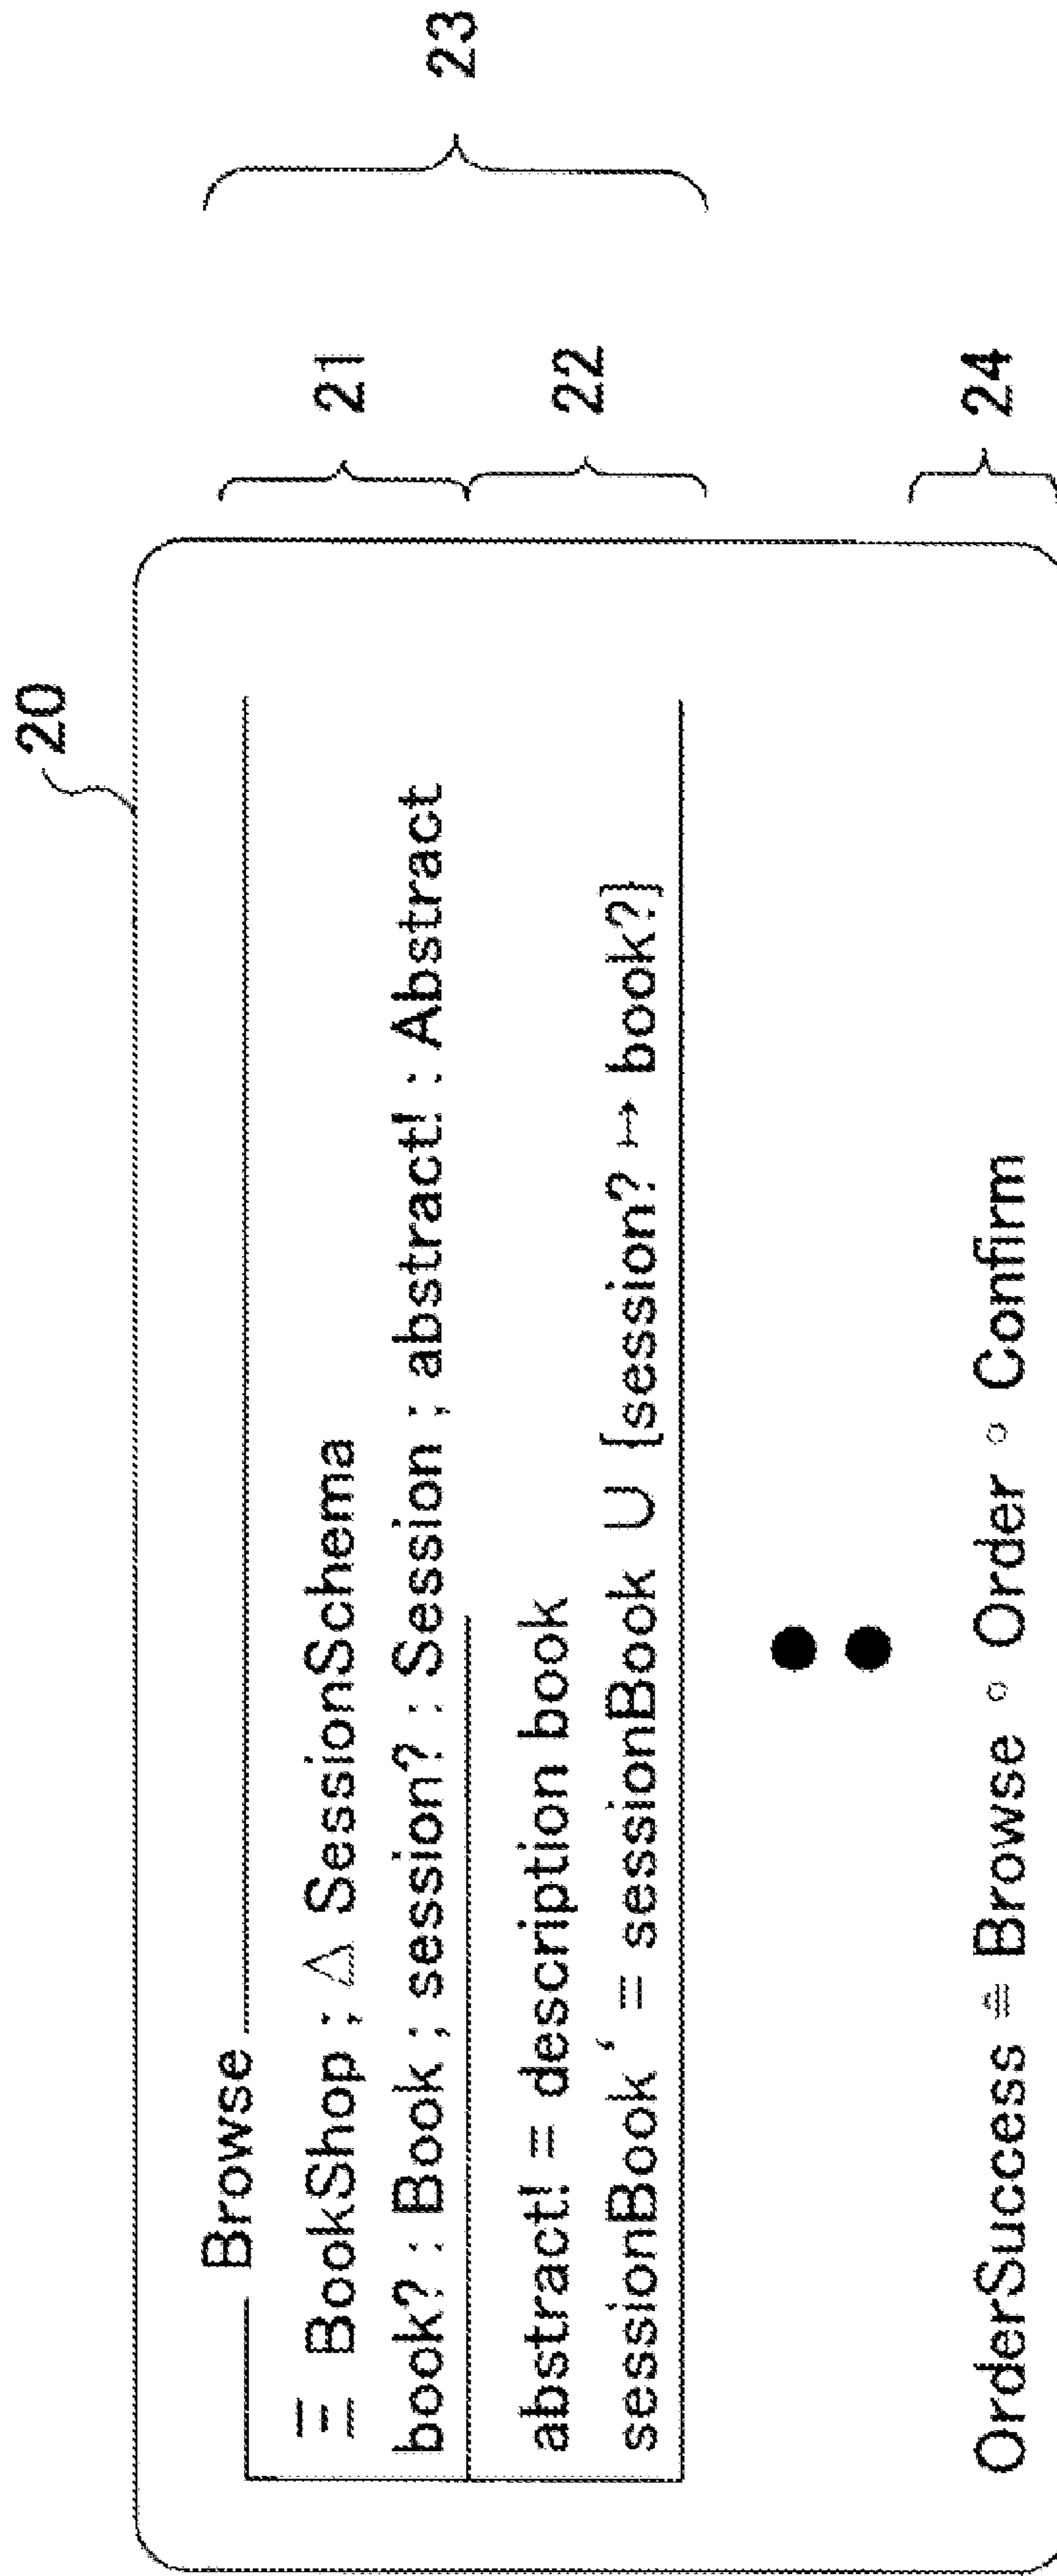 20
Browse
Ξ BookShop ; △ SessionSchema
book? : Book ; session? : Session ; abstract! : Abstract
21
abstract! = description book
sessionBook ‘ = sessionBook ∪ {session? ↦ book?}
22
23
OrderSuccess ≙ Browse ∘ Order ∘ Confirm
24